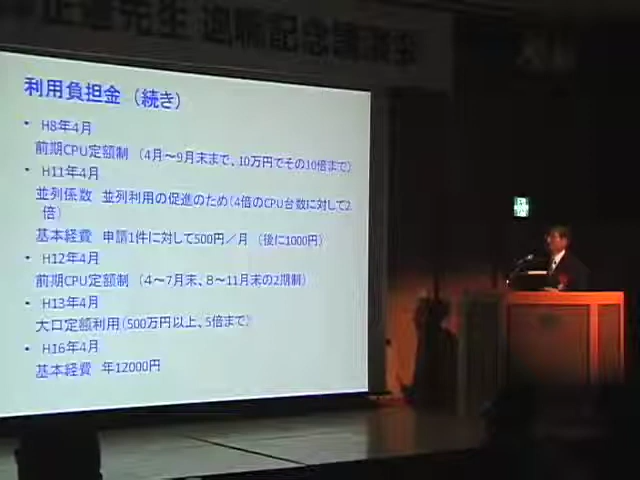 先生 退職記念講演会
利用負担金 (続き)
• H8年4月
前期CPU定額制 (4月～9月末まで、10万円でその10倍まで)
• H11年4月
並列係数 並列利用の促進のため(4倍のCPU台数に対して2
倍)
基本経費 申請1件に対して500円／月 (後に1000円)
• H12年4月
前期CPU定額制 (4～7月末、8～11月末の2期制)
• H13年4月
大口定額利用(500万円以上、5倍まで)
• H16年4月
基本経費 年12000円